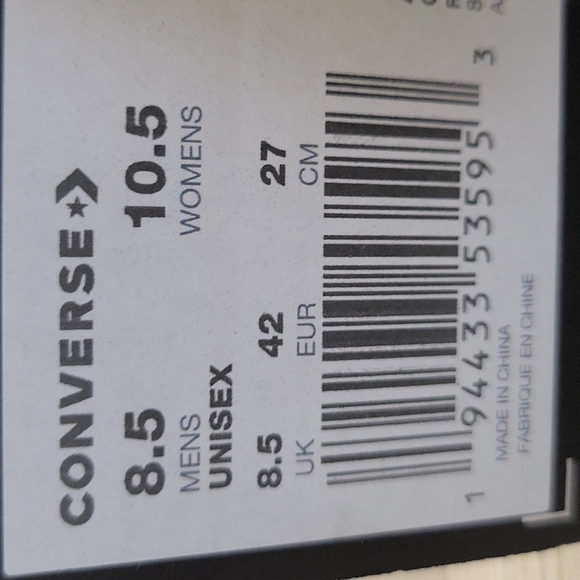 CONVERSE
8.5 10.5
MENS WOMENS
UNISEX
8.5 42 27
UK EUR CM
1 94433 53595 3
MADE IN CHINA
FABRIQUE EN CHINE